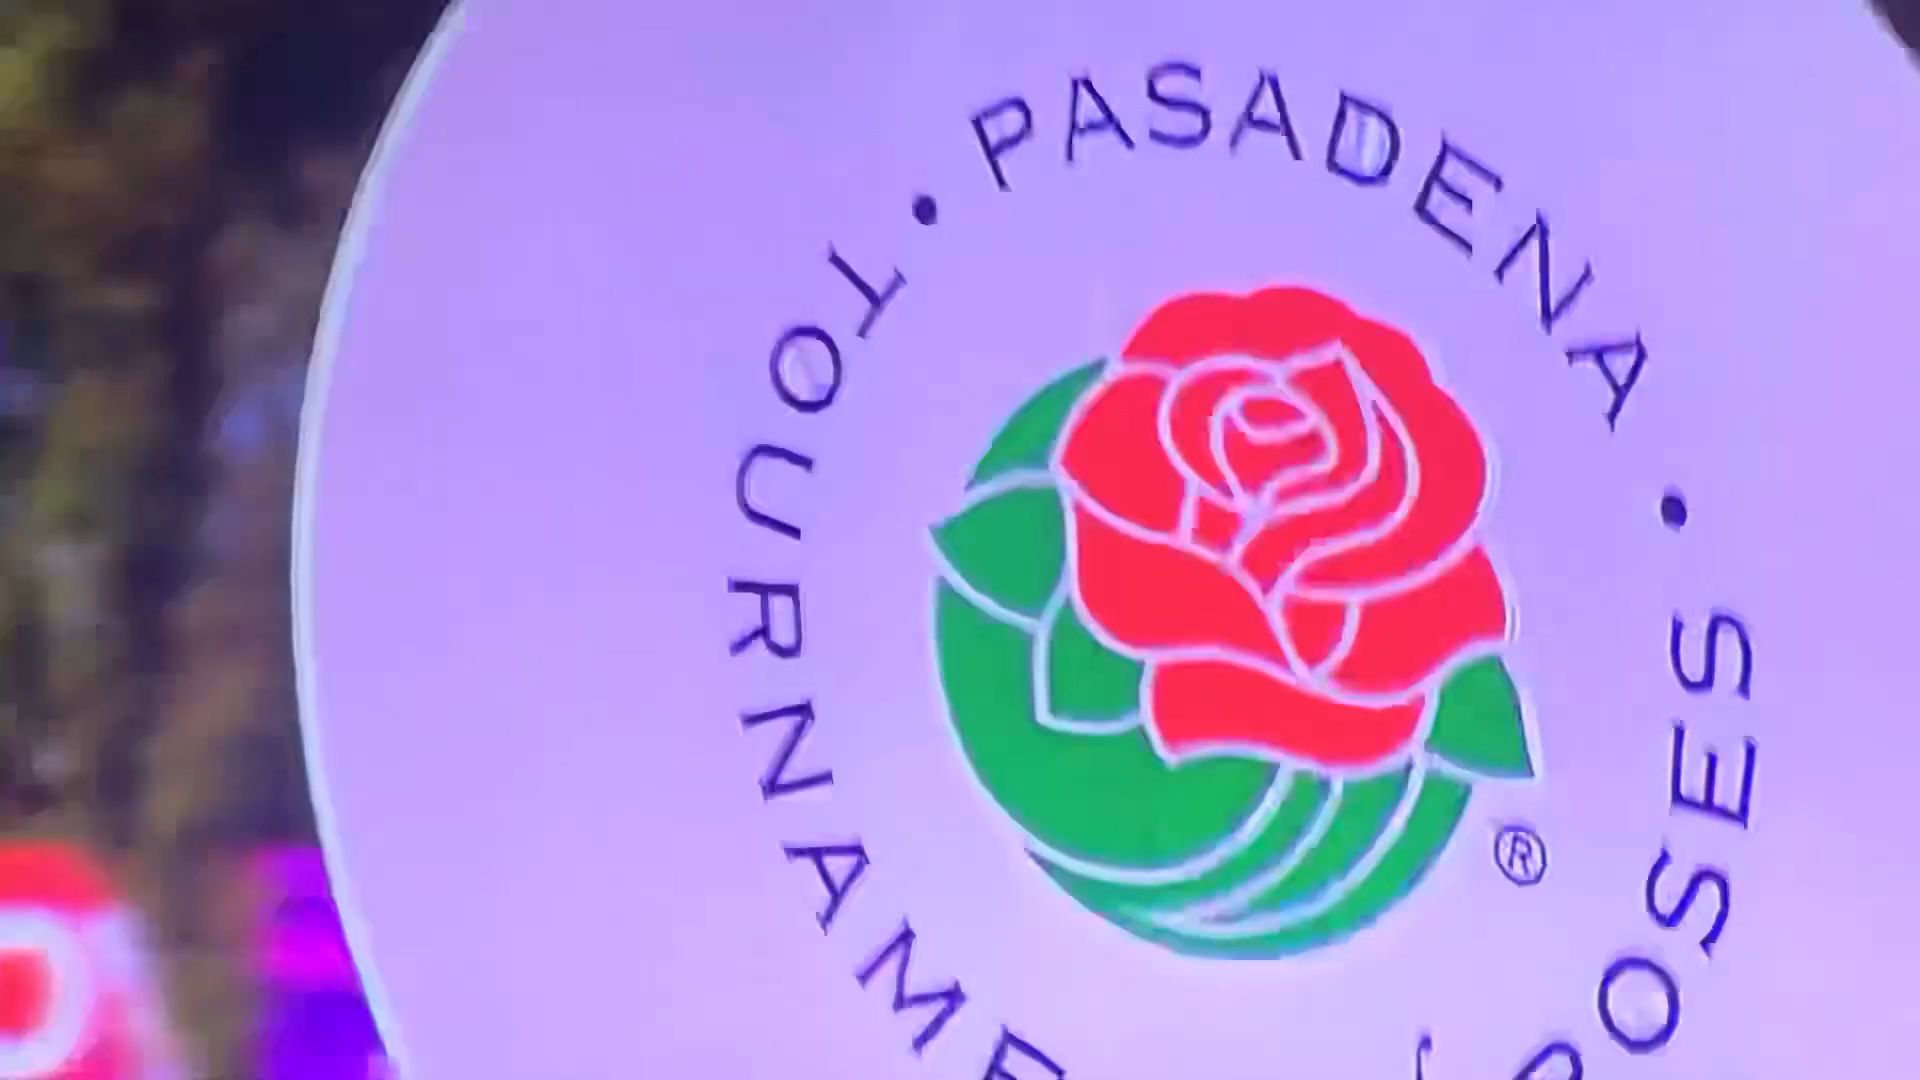 • PASADENA •
TOURNAME
OSES
®